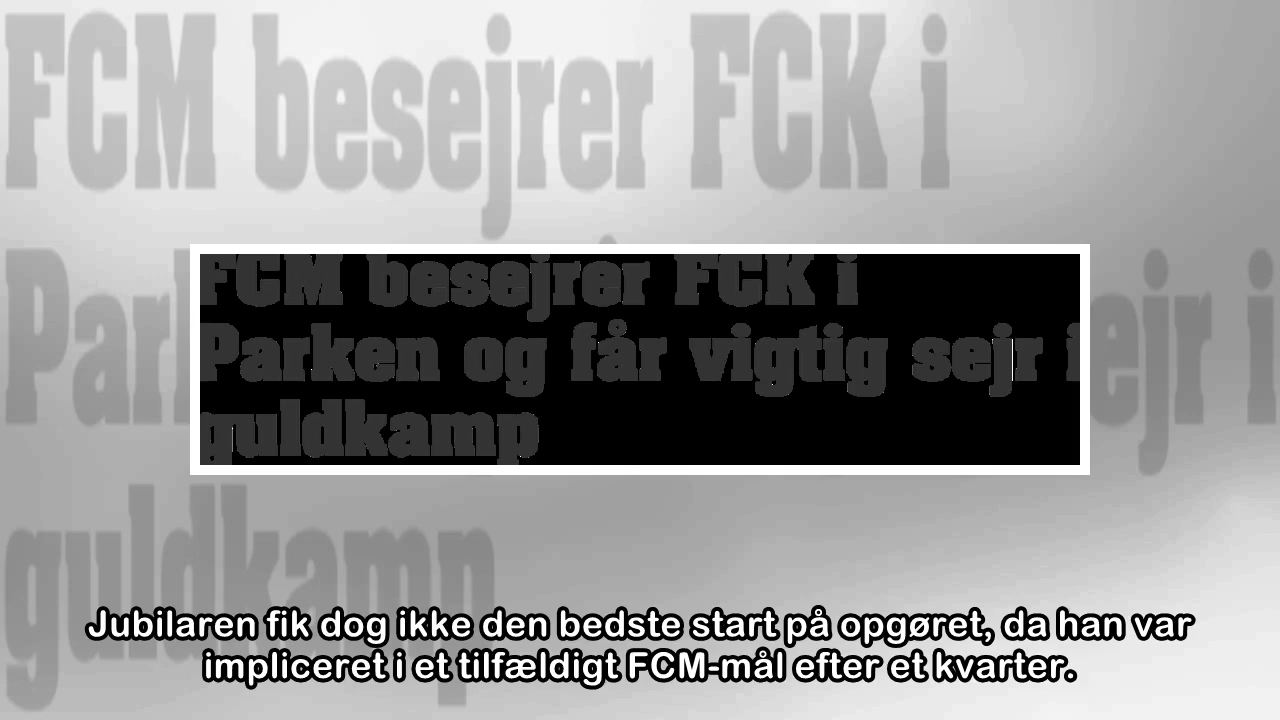 FCM besejrer FCK i
Parken og får vigtig sejr i
guldkamp
Jubilaren fik dog ikke den bedste start på opgøret, da han var
impliceret i et tilfældigt FCM-mål efter et kvarter.